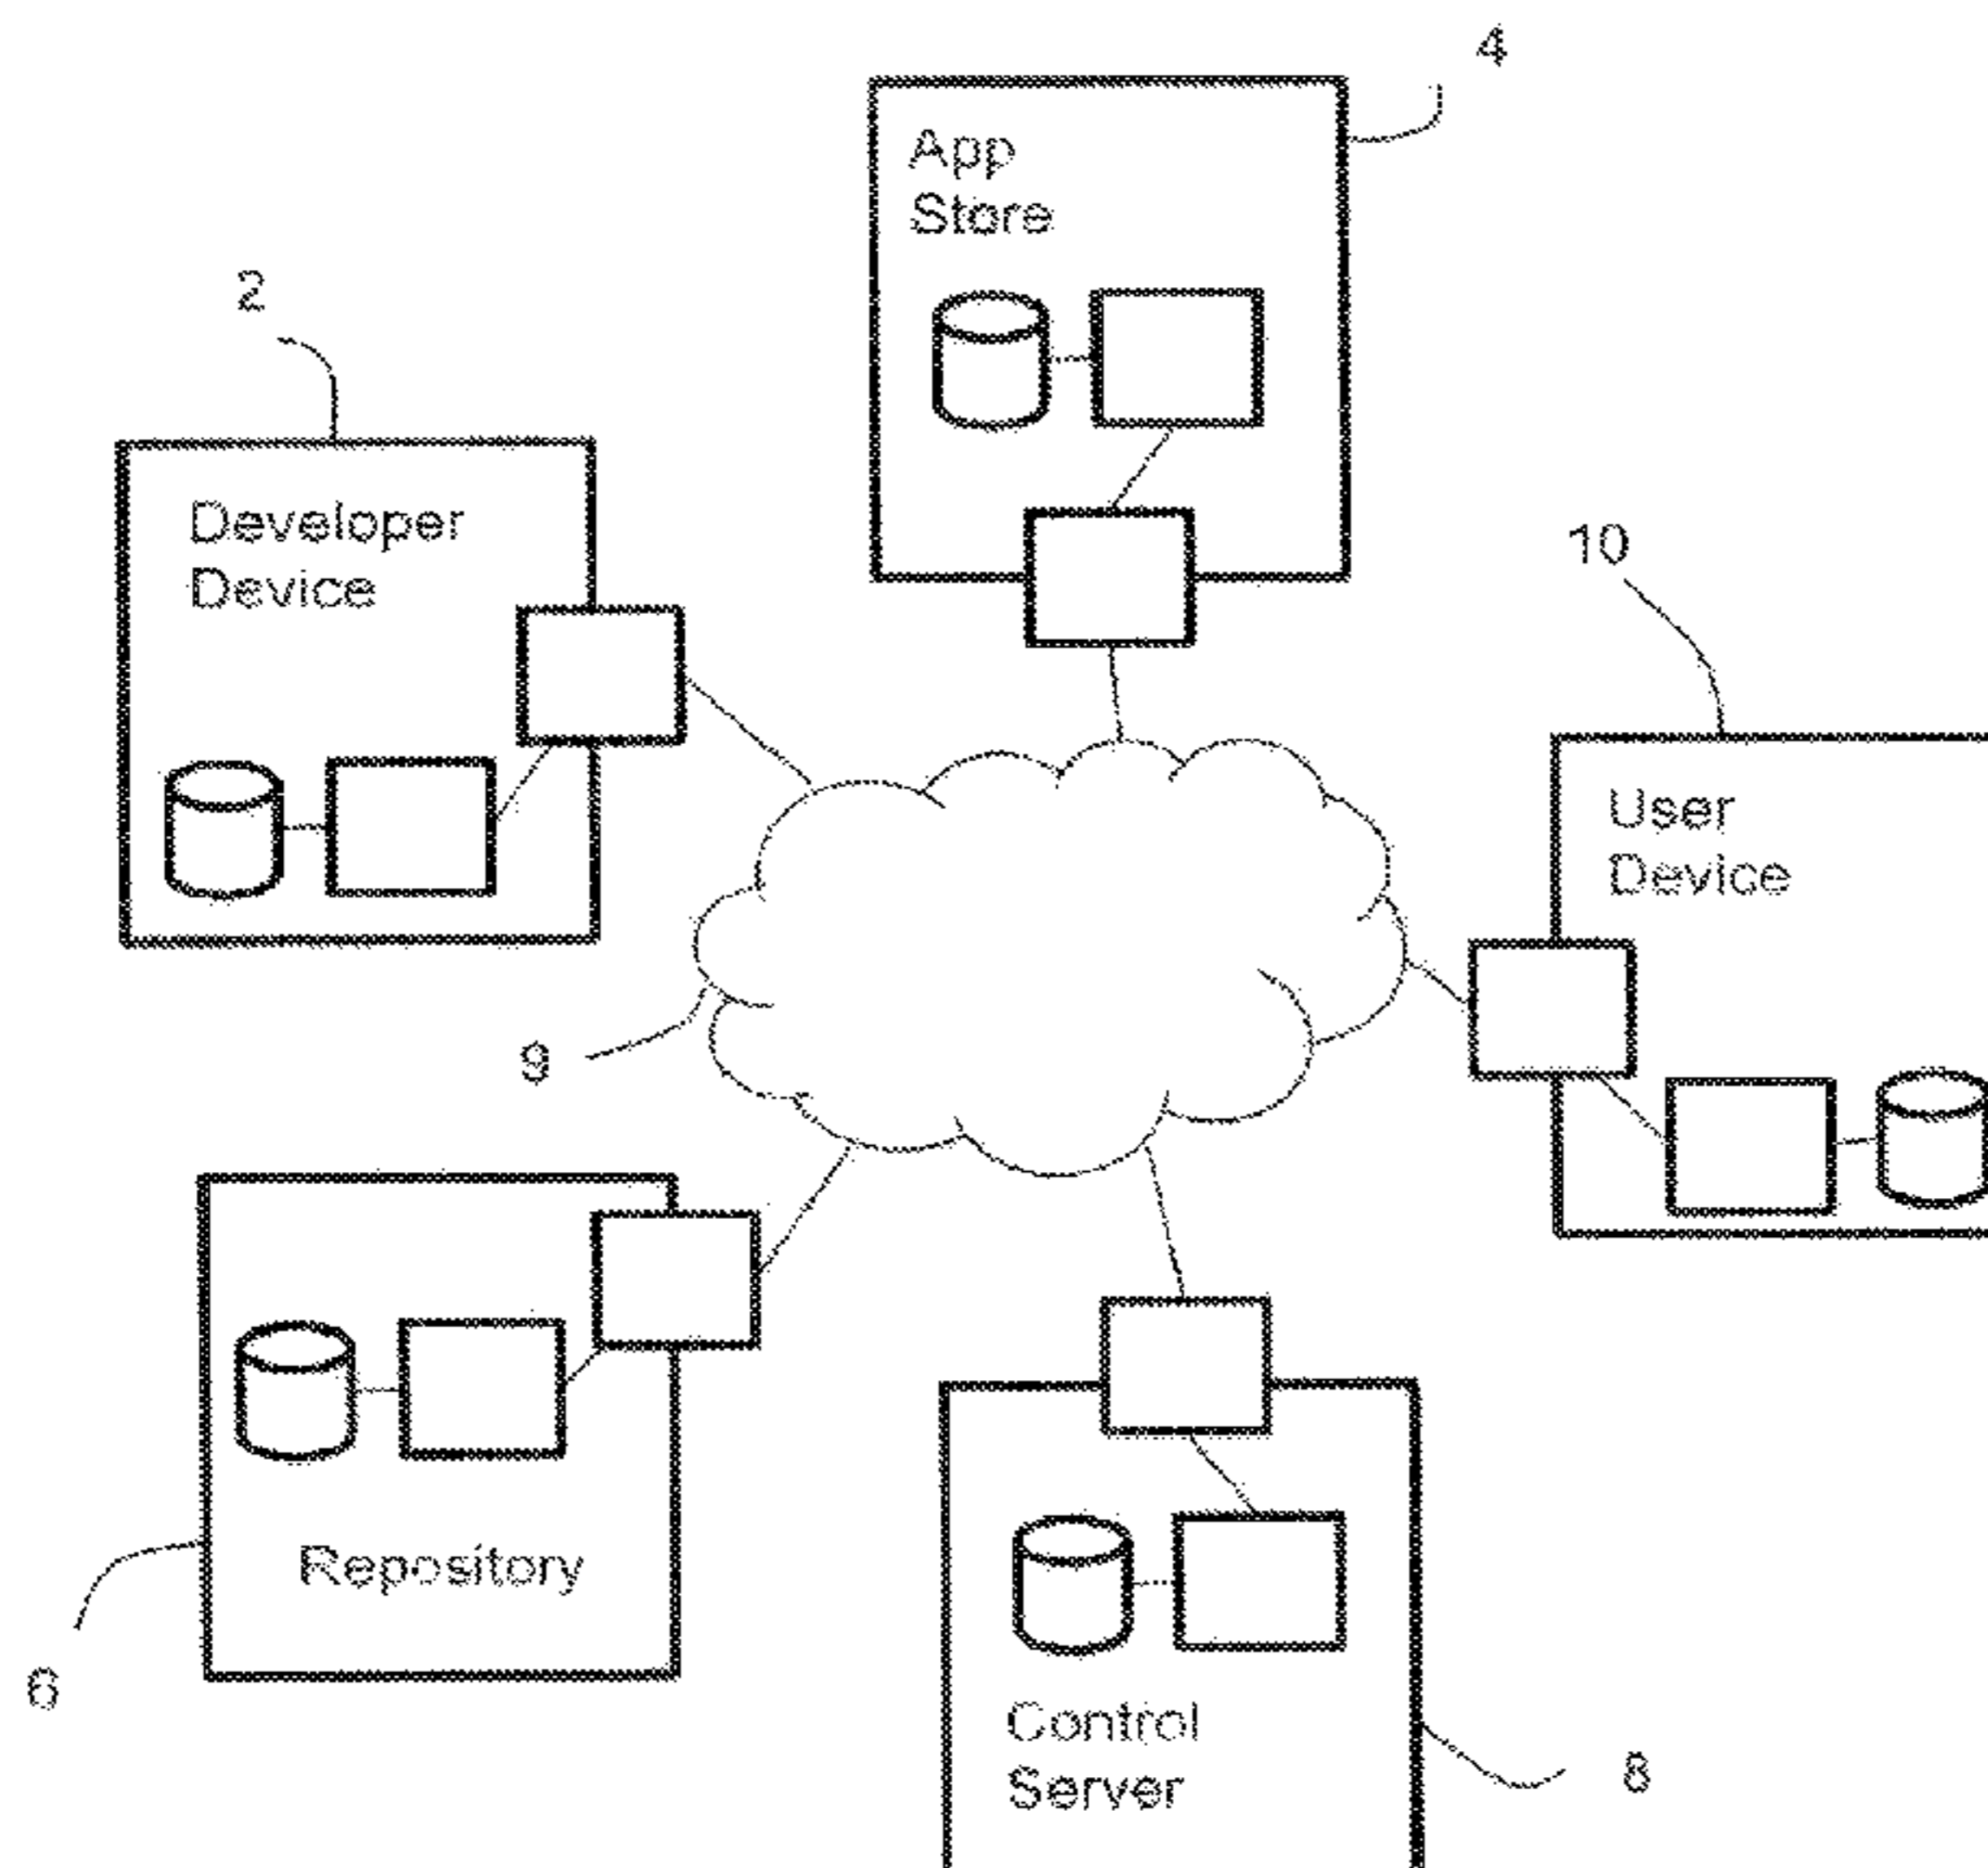 4
App
Store
2
Developer
Device
10
User
Device
9
Repository
6
Control
Server
8